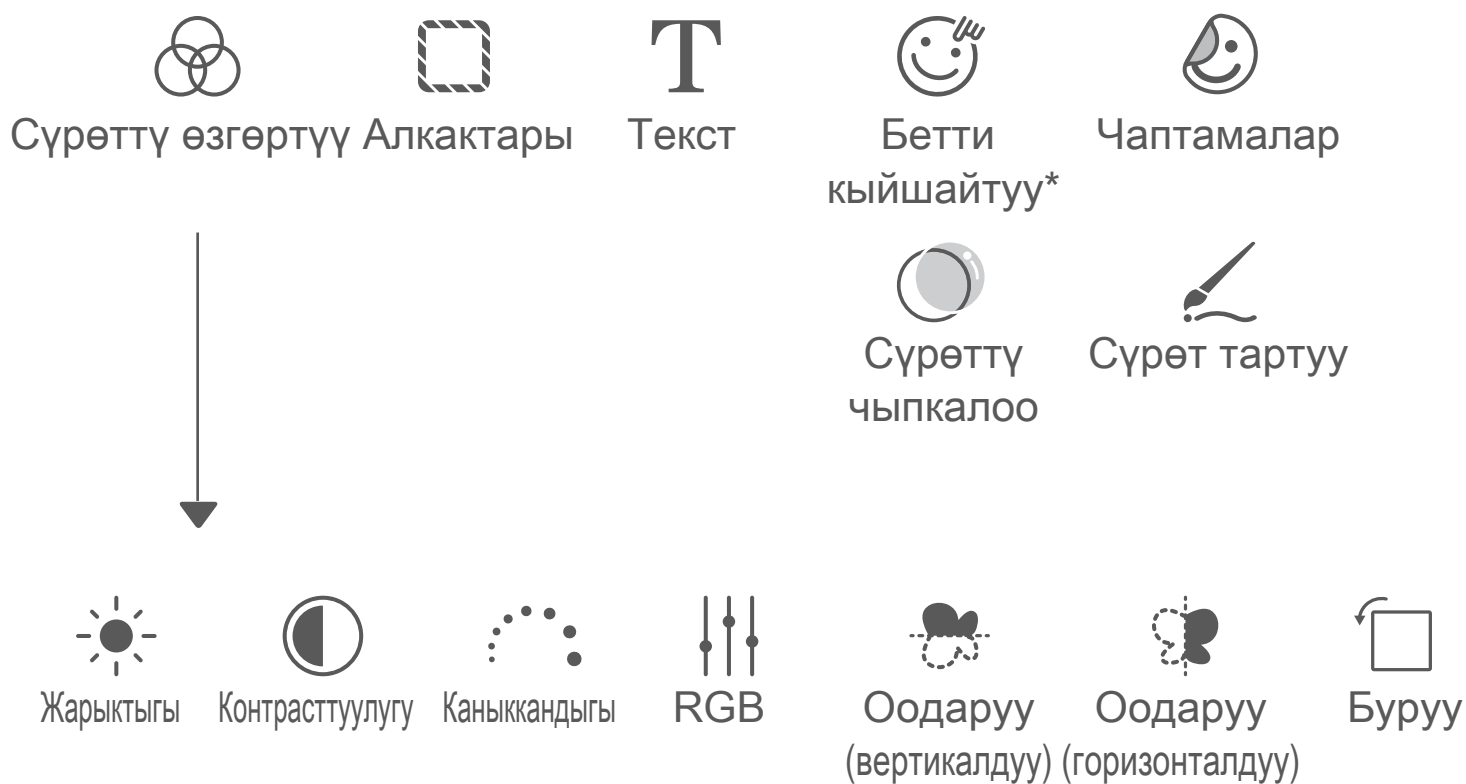 Сүрөттү өзгөртүү Алкактары Текст Бетти Чаптамалар
кыйшайтуу*
Сүрөттү Сүрөт тартуу
чыпкалоо
Жарыктыгы Контрасттуулугу Каныккандыгы RGB Оодаруу Оодаруу Буруу
(вертикалдуу) (горизонталдуу)